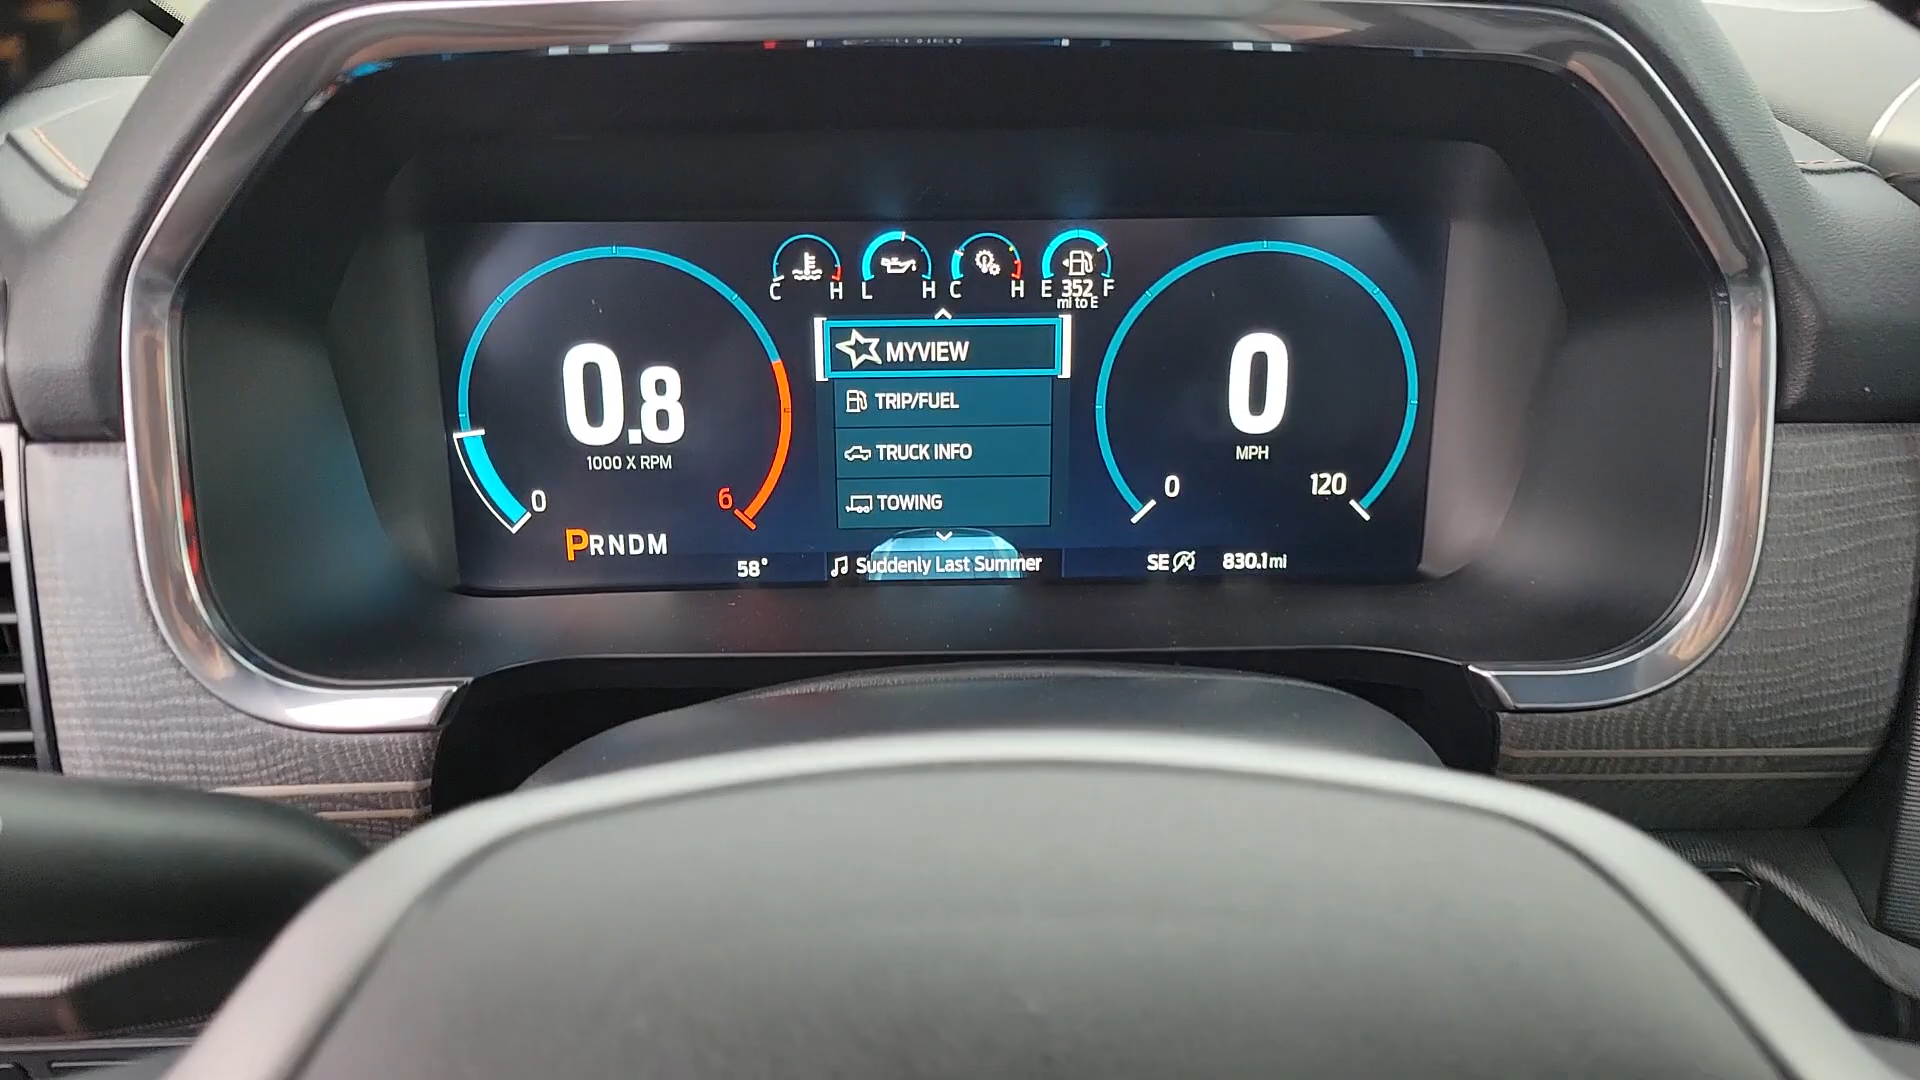 C H L H C H E 352 F
mi to E
0.8
1000 X RPM
0
6
PRNDM
MYVIEW
TRIP/FUEL
TRUCK INFO
TOWING
0
MPH
0
120
58°
Suddenly Last Summer
SE
830.1 mi